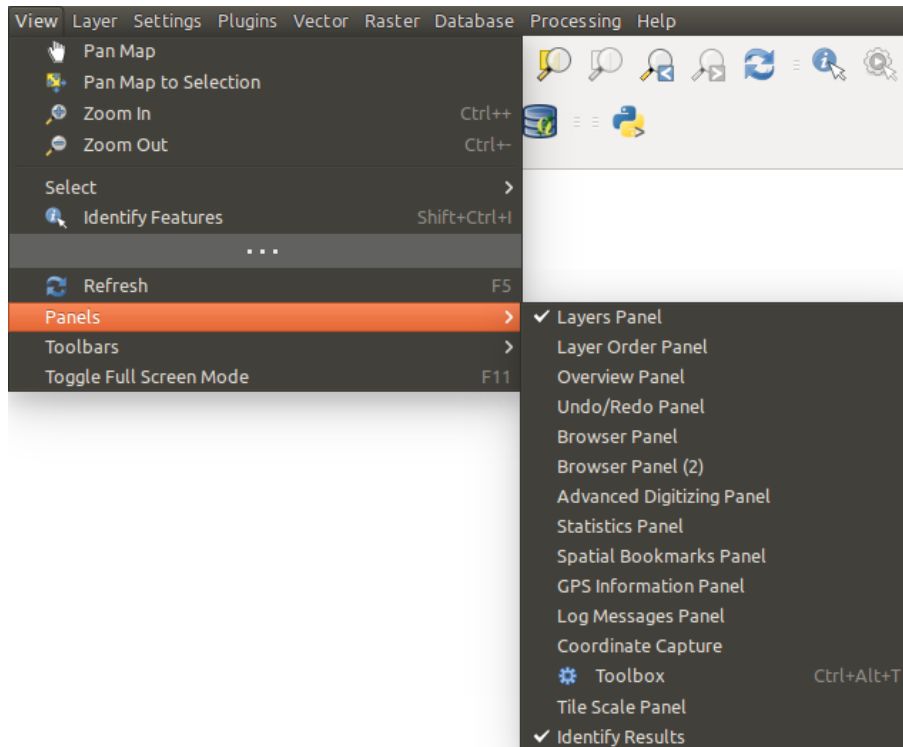 View Layer Settings Plugins Vector Raster Database Processing Help
Pan Map
Pan Map to Selection
Zoom In Ctrl++
Zoom Out Ctrl+-
Select
Identify Features Shift+Ctrl+I
...
Refresh F5
Panels
Toolbars
Toggle Full Screen Mode F11
Layers Panel
Layer Order Panel
Overview Panel
Undo/Redo Panel
Browser Panel
Browser Panel (2)
Advanced Digitizing Panel
Statistics Panel
Spatial Bookmarks Panel
GPS Information Panel
Log Messages Panel
Coordinate Capture
Toolbox Ctrl+Alt+T
Tile Scale Panel
Identify Results